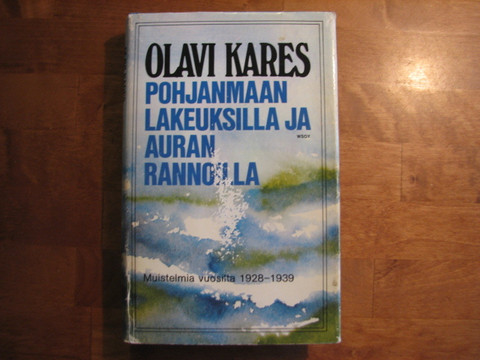 OLAVI KARES
POHJANMAAN
LAKEUKSILLA JA
WSOY
AURAN
RANNOILLA
Muistelmia vuosilta 1928-1939